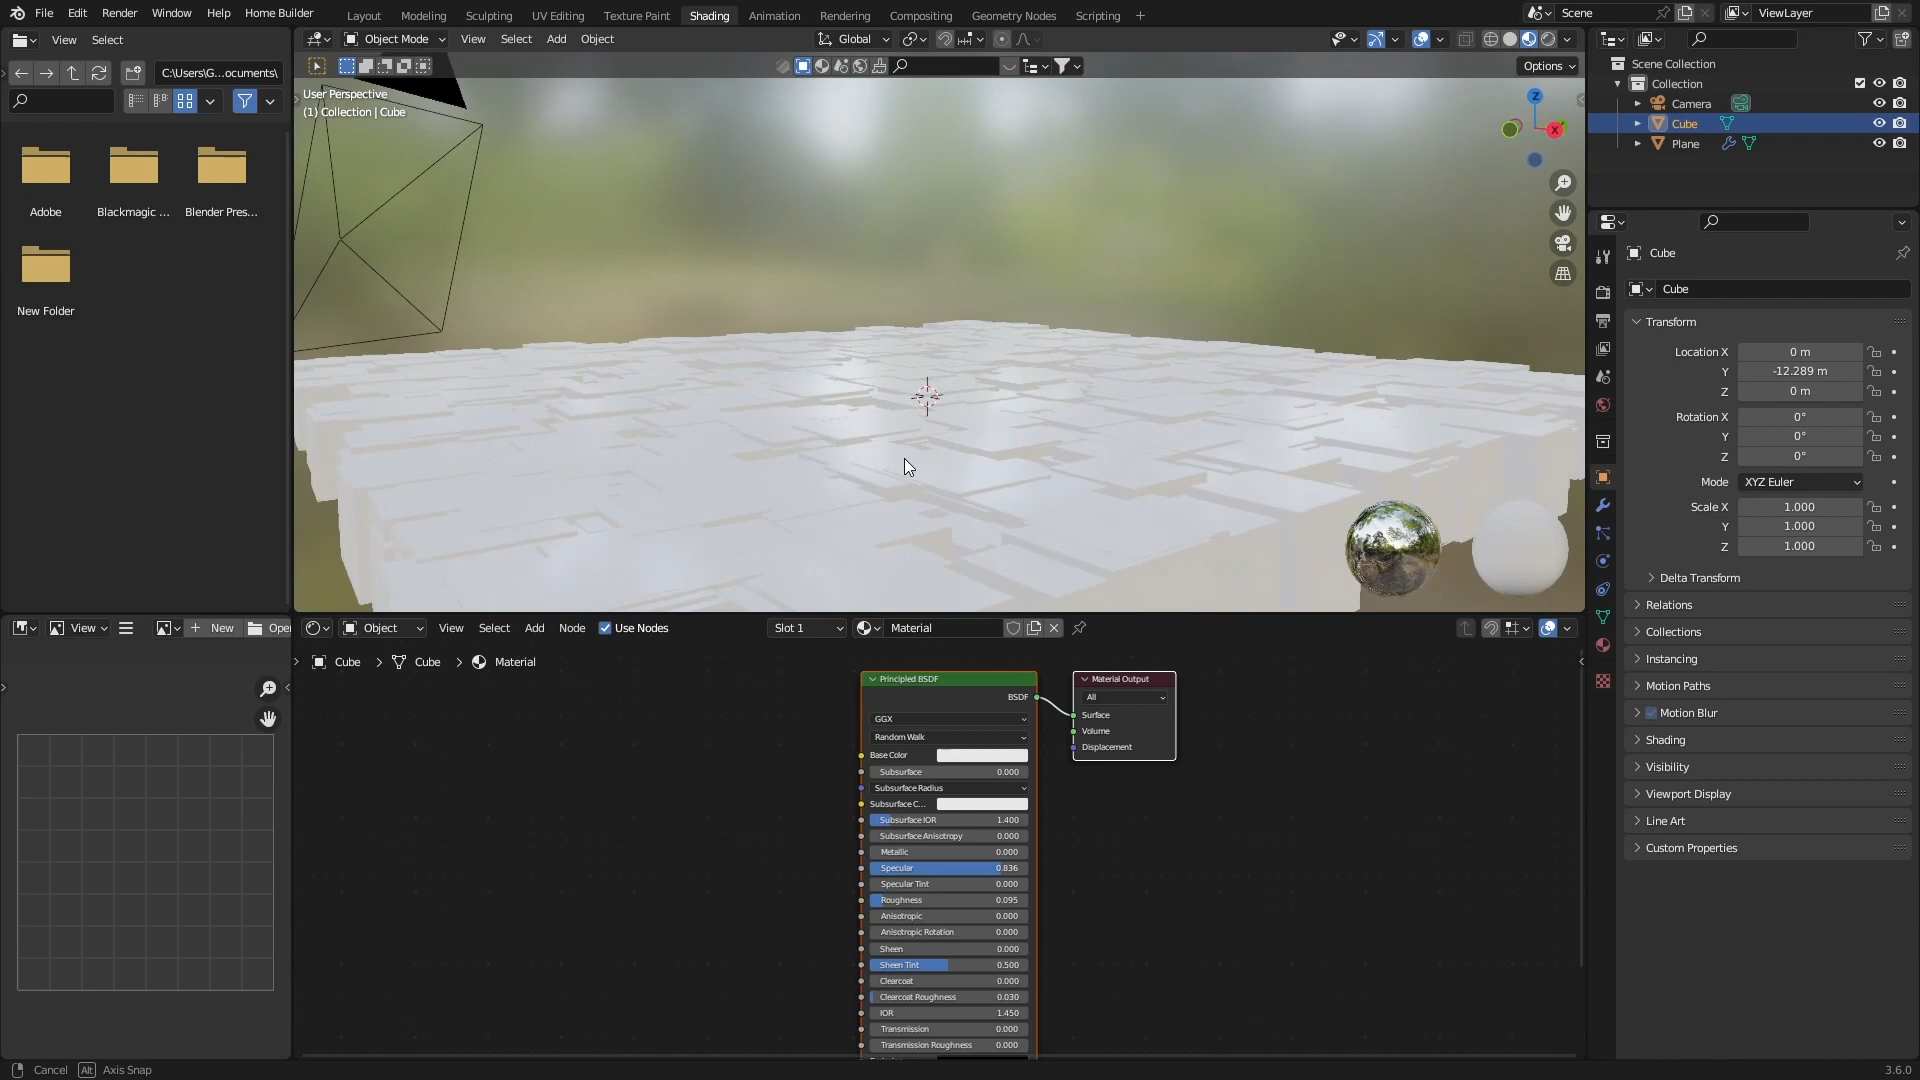 File Edit Render Window Help Home Builder
Layout Modeling Sculpting UV Editing Texture Paint Shading Animation Rendering Compositing Geometry Nodes Scripting +
Scene
ViewLayer
View Select
C:\Users\G...ocuments\
Adobe
Blackmagic ...
Blender Pres...
New Folder
Object Mode View Select Add Object
Global
Options
User Perspective
(1) Collection | Cube
Z
X
Scene Collection
Collection
Camera
Cube
Plane
Cube
Cube
Transform
Location X 0 m
Y -12.289 m
Z 0 m
Rotation X 0°
Y 0°
Z 0°
Mode XYZ Euler
Scale X 1.000
Y 1.000
Z 1.000
Delta Transform
Relations
Collections
Instancing
Motion Paths
Motion Blur
Shading
Visibility
Viewport Display
Line Art
Custom Properties
View
+ New
Open
Object View Select Add Node Use Nodes
Slot 1
Material
Cube > Cube > Material
Principled BSDF
BSDF
GGX
Random Walk
Base Color
Subsurface 0.000
Subsurface Radius
Subsurface C...
Subsurface IOR 1.400
Subsurface Anisotropy 0.000
Metallic 0.000
Specular 0.836
Specular Tint 0.000
Roughness 0.095
Anisotropic 0.000
Anisotropic Rotation 0.000
Sheen 0.000
Sheen Tint 0.500
Clearcoat 0.000
Clearcoat Roughness 0.030
IOR 1.450
Transmission 0.000
Transmission Roughness 0.000
Material Output
All
Surface
Volume
Displacement
Cancel Alt Axis Snap
3.6.0